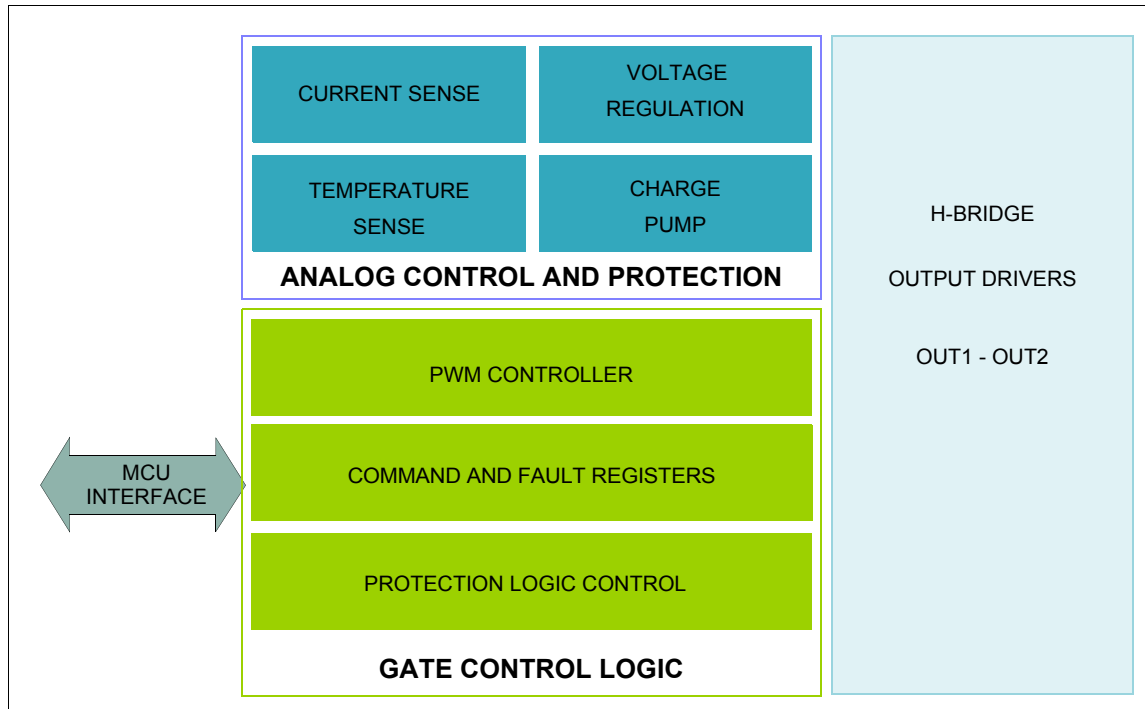 CURRENT SENSE
VOLTAGE
REGULATION
TEMPERATURE
SENSE
CHARGE
PUMP
ANALOG CONTROL AND PROTECTION
PWM CONTROLLER
COMMAND AND FAULT REGISTERS
PROTECTION LOGIC CONTROL
GATE CONTROL LOGIC
MCU
INTERFACE
H-BRIDGE
OUTPUT DRIVERS
OUT1 - OUT2